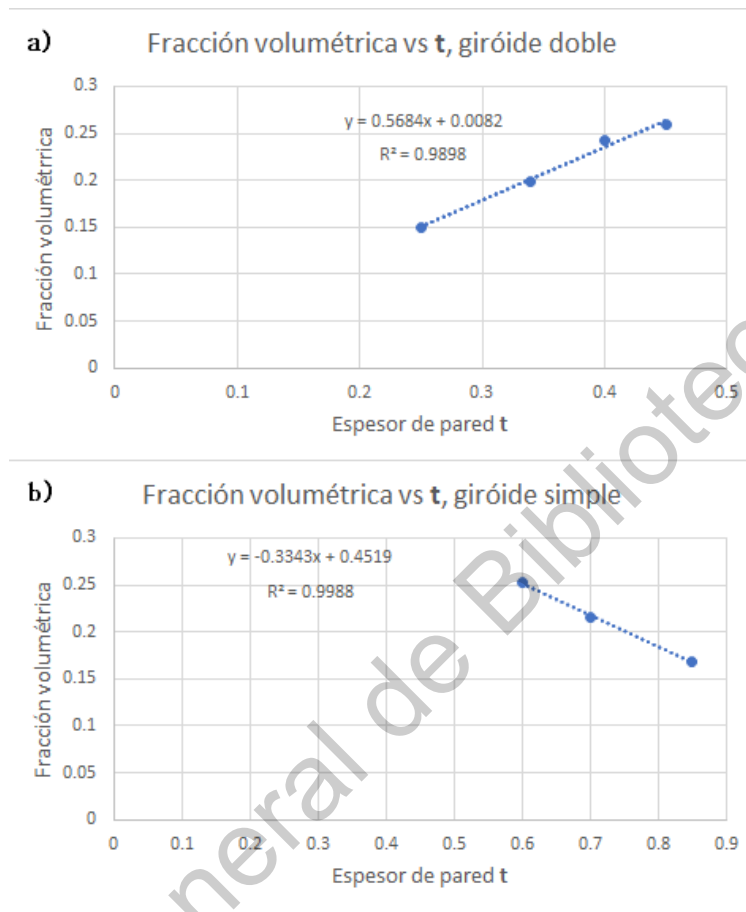 a)
Fracción volumétrica vs t, giróide doble
0.3
0.25
0.2
0.15
0.1
0.05
0
y = 0.5684x + 0.0082
R² = 0.9898
Fracción volumétrrica
0 0.1 0.2 0.3 0.4 0.5
Espesor de pared t
b)
Fracción volumétrica vs t, giróide simple
0.3
0.25
0.2
0.15
0.1
0.05
0
y = -0.3343x + 0.4519
R² = 0.9988
Fracción volumétrica
0 0.1 0.2 0.3 0.4 0.5 0.6 0.7 0.8 0.9
Espesor de pared t
neral de Bibliotec